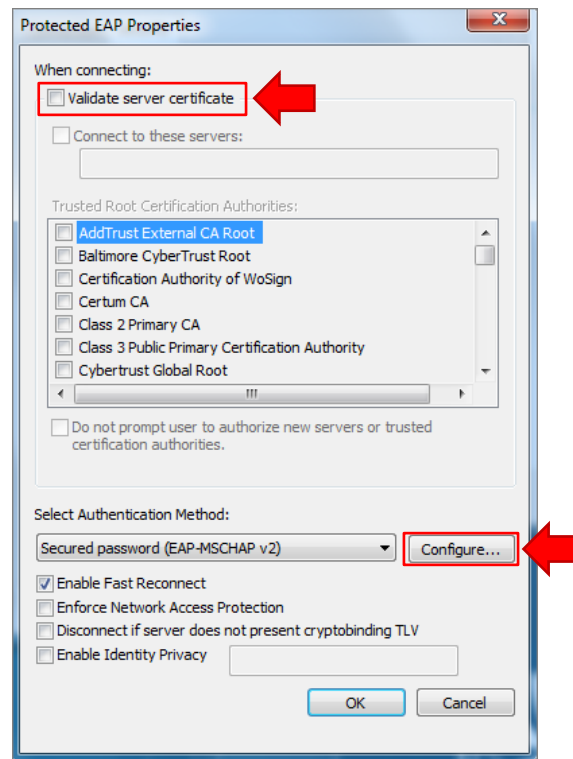 Protected EAP Properties
When connecting:
Validate server certificate
Connect to these servers:
Trusted Root Certification Authorities:
AddTrust External CA Root
Baltimore CyberTrust Root
Certification Authority of WoSign
Certum CA
Class 2 Primary CA
Class 3 Public Primary Certification Authority
Cybertrust Global Root
Do not prompt user to authorize new servers or trusted
certification authorities.
Select Authentication Method:
Secured password (EAP-MSCHAP v2)
Configure...
Enable Fast Reconnect
Enforce Network Access Protection
Disconnect if server does not present cryptobinding TLV
Enable Identity Privacy
OK
Cancel